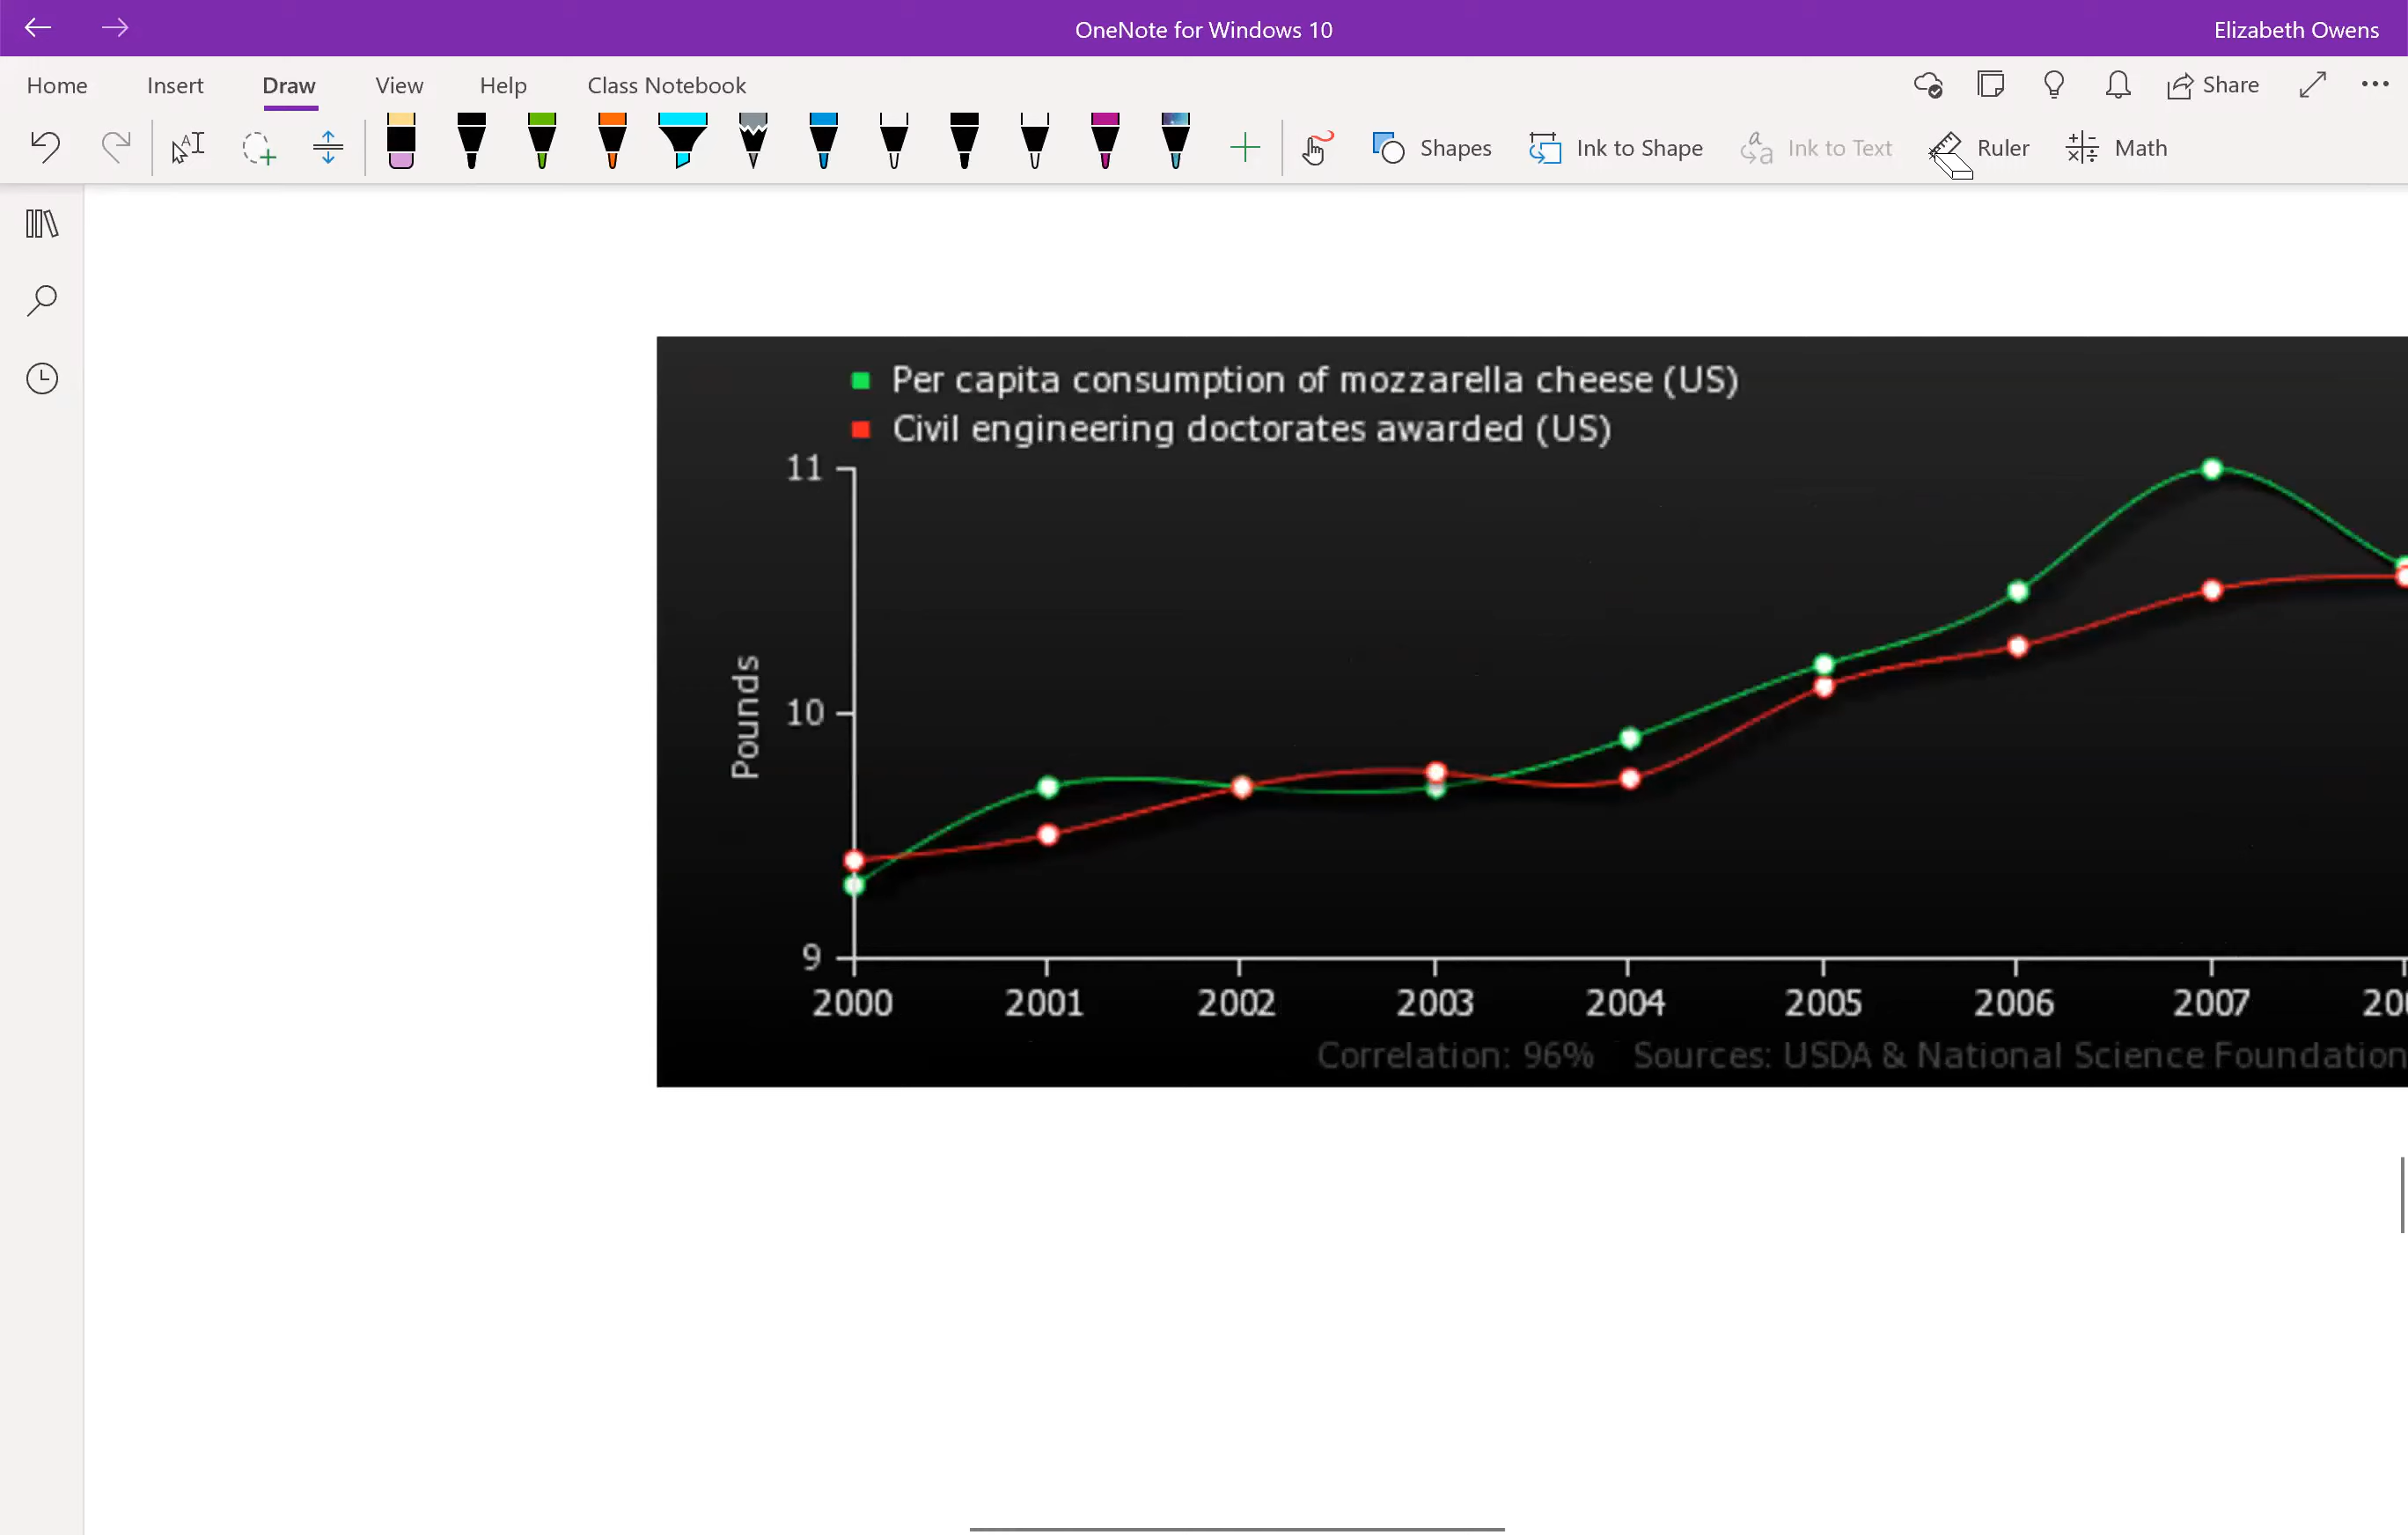 OneNote for Windows 10
Elizabeth Owens
Home Insert Draw View Help Class Notebook Share
Shapes Ink to Shape Ink to Text Ruler Math
Per capita consumption of mozzarella cheese (US)
Civil engineering doctorates awarded (US)
11
Pounds
10
9
2000 2001 2002 2003 2004 2005 2006 2007
Correlation: 96% Sources: USDA & National Science Foundation